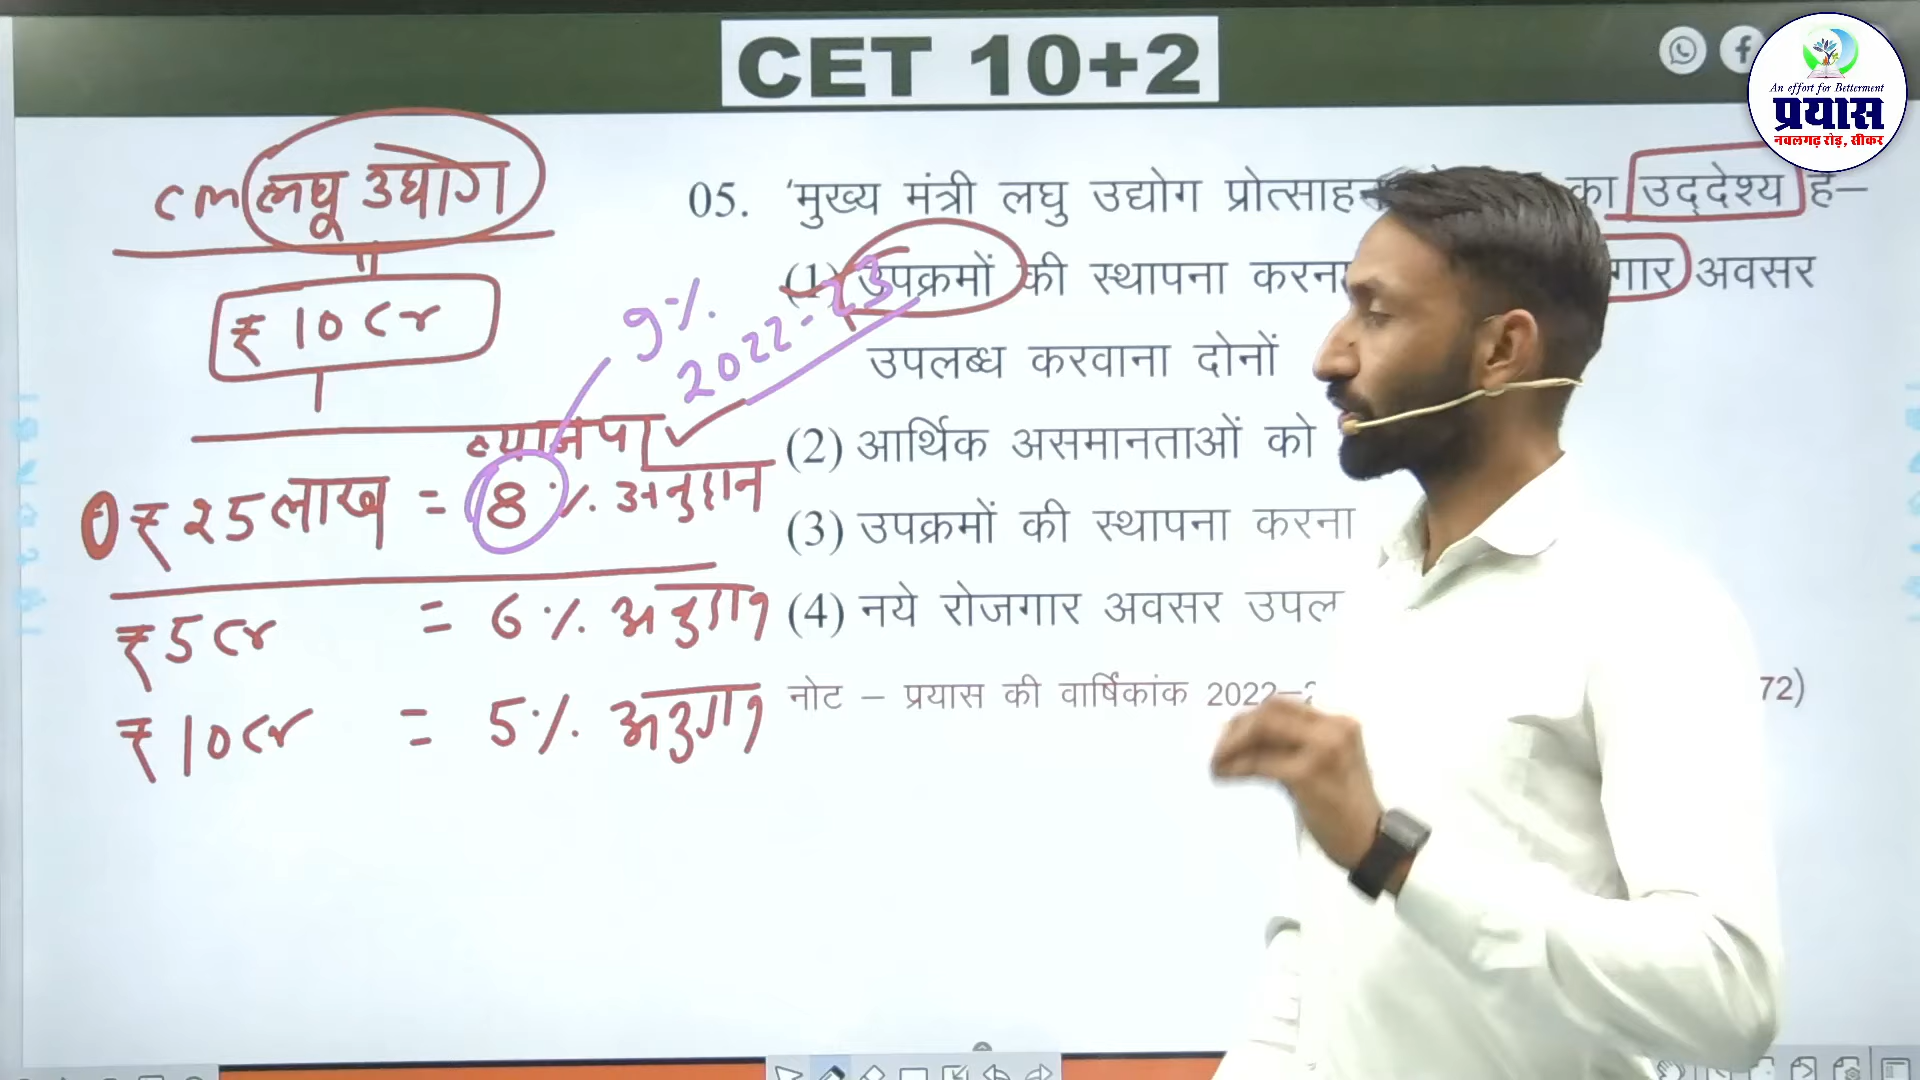 CET 10+2
An effort for Betterment
प्रयास
नवलगढ़ रोड़, सीकर
cm लघु उद्योग
₹ 10 Cr
9%
2022-23
ब्याज पर
₹ 25 लाख = 8% अनुदान
₹ 5 Cr = 6% अनुदान
₹ 10 Cr = 5% अनुदान
05. 'मुख्य मंत्री लघु उद्योग प्रोत्साहन का उद्देश्य है–
(1) उपक्रमों की स्थापना करना गार अवसर
उपलब्ध करवाना दोनों
(2) आर्थिक असमानताओं को
(3) उपक्रमों की स्थापना करना
(4) नये रोजगार अवसर उपल
नोट – प्रयास की वार्षिकांक 2022– 72)